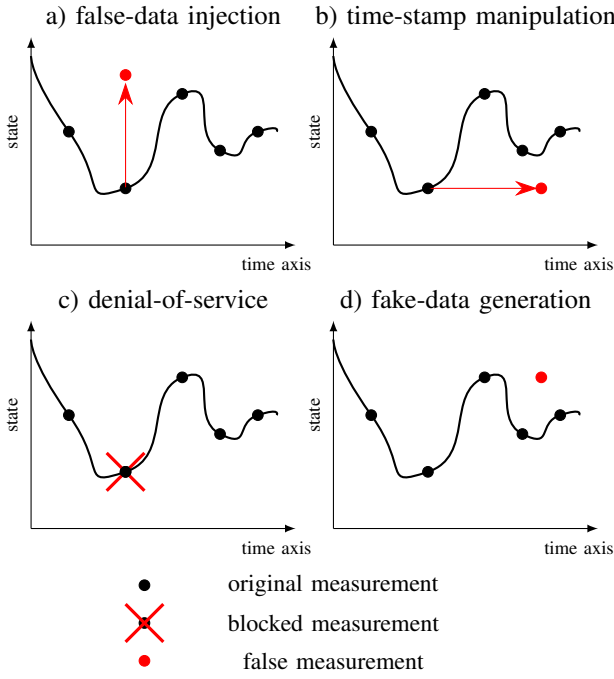 a) false-data injection
b) time-stamp manipulation
state
time axis
state
time axis
c) denial-of-service
d) fake-data generation
state
time axis
state
time axis
original measurement
blocked measurement
false measurement